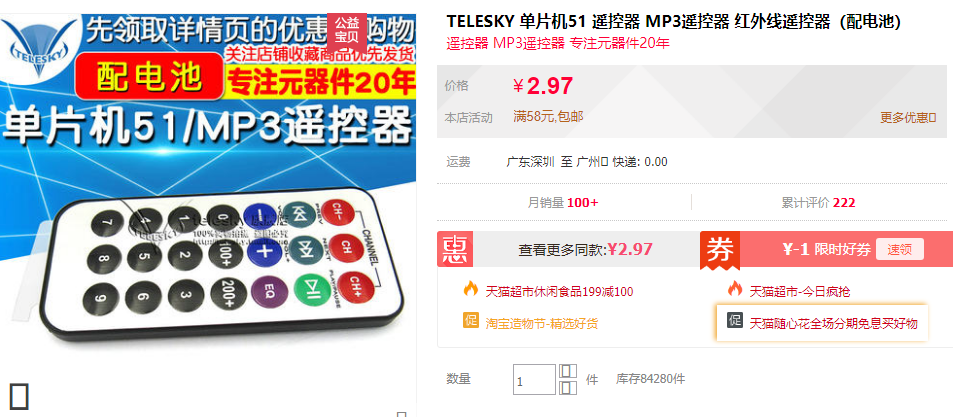 先领取详情页的优惠
购物
公益
宝贝
TELESKY
关注店铺收藏商品优先发货
配电池
专注元器件20年
单片机51/MP3遥控器
CH-
CH
CH+
CHANNEL
PREV
NEXT
PLAY/PAUSE
EQ
0
100+
200+
1
2
3
4
5
6
7
8
9
TELESKY 单片机51 遥控器 MP3遥控器 红外线遥控器（配电池）
遥控器 MP3遥控器 专注元器件20年
价格 ¥ 2.97
本店活动 满58元,包邮 更多优惠
运费 广东深圳 至 广州 快递: 0.00
月销量 100+ 累计评价 222
惠 查看更多同款:¥2.97 券 ¥-1 限时好券 速领
天猫超市休闲食品199减100 天猫超市-今日疯抢
促 淘宝造物节-精选好货 促 天猫随心花全场分期免息买好物
数量 1 件 库存84280件